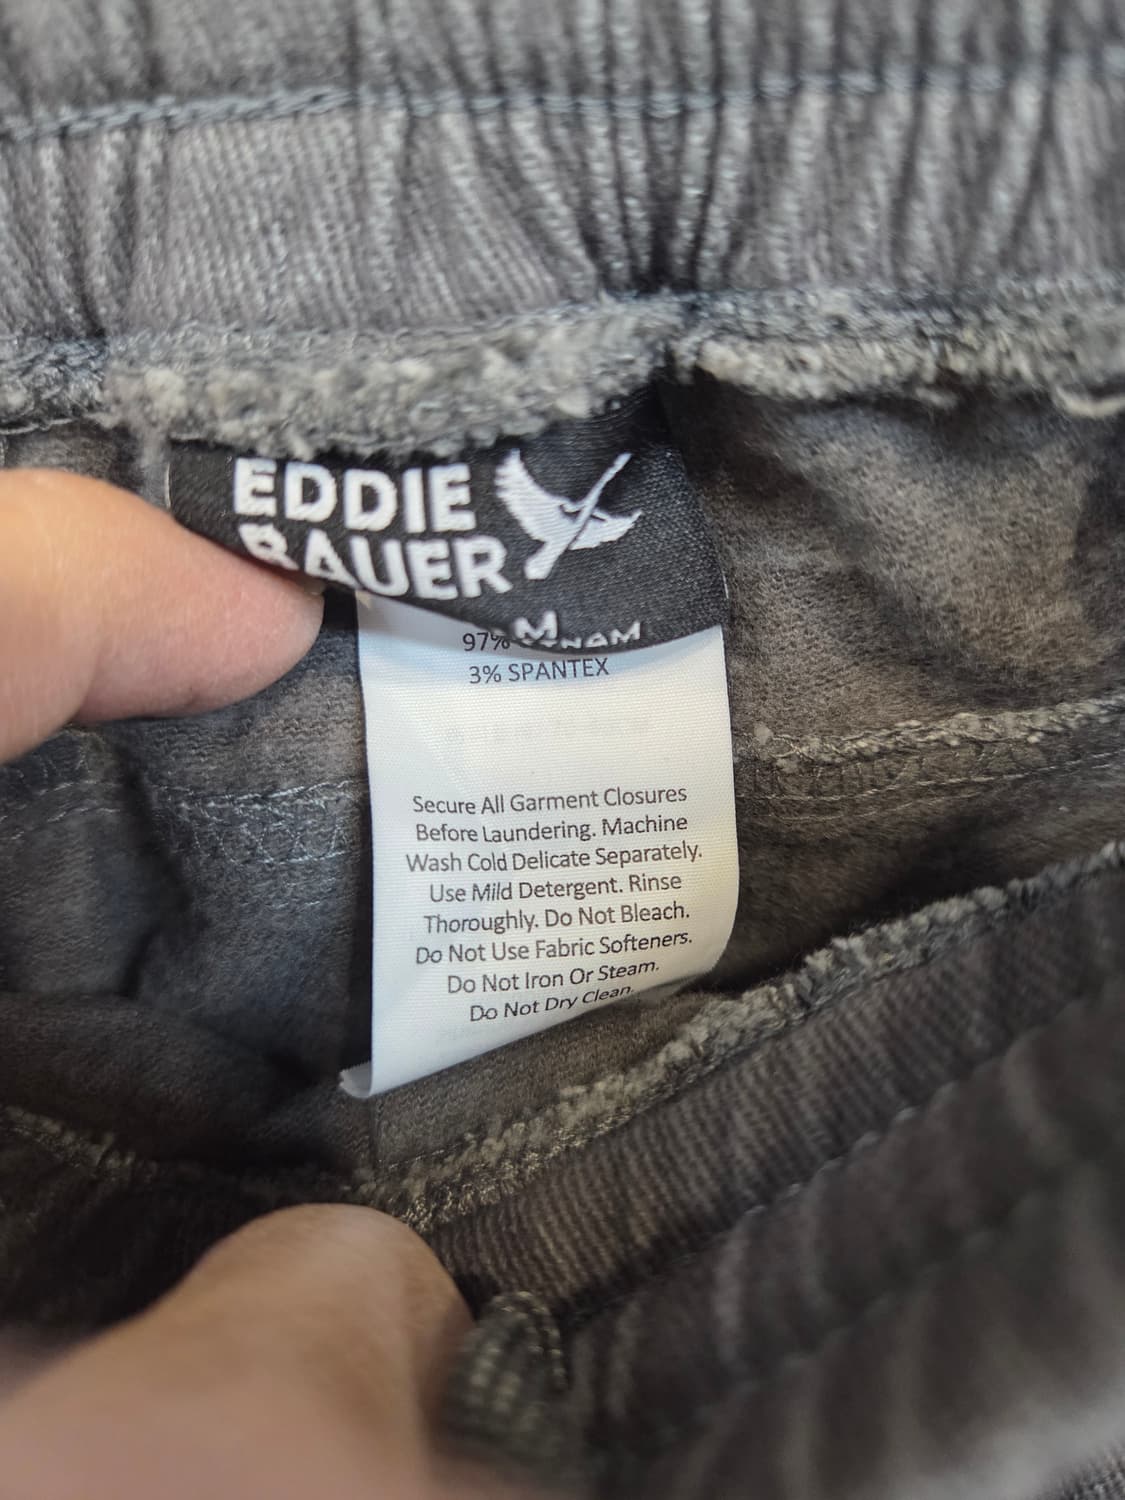 EDDIE
BAUER
M
97%
3% SPANTEX
Secure All Garment Closures
Before Laundering. Machine
Wash Cold Delicate Separately.
Use Mild Detergent. Rinse
Thoroughly. Do Not Bleach.
Do Not Use Fabric Softeners.
Do Not Iron Or Steam.
Do Not Dry Clean.